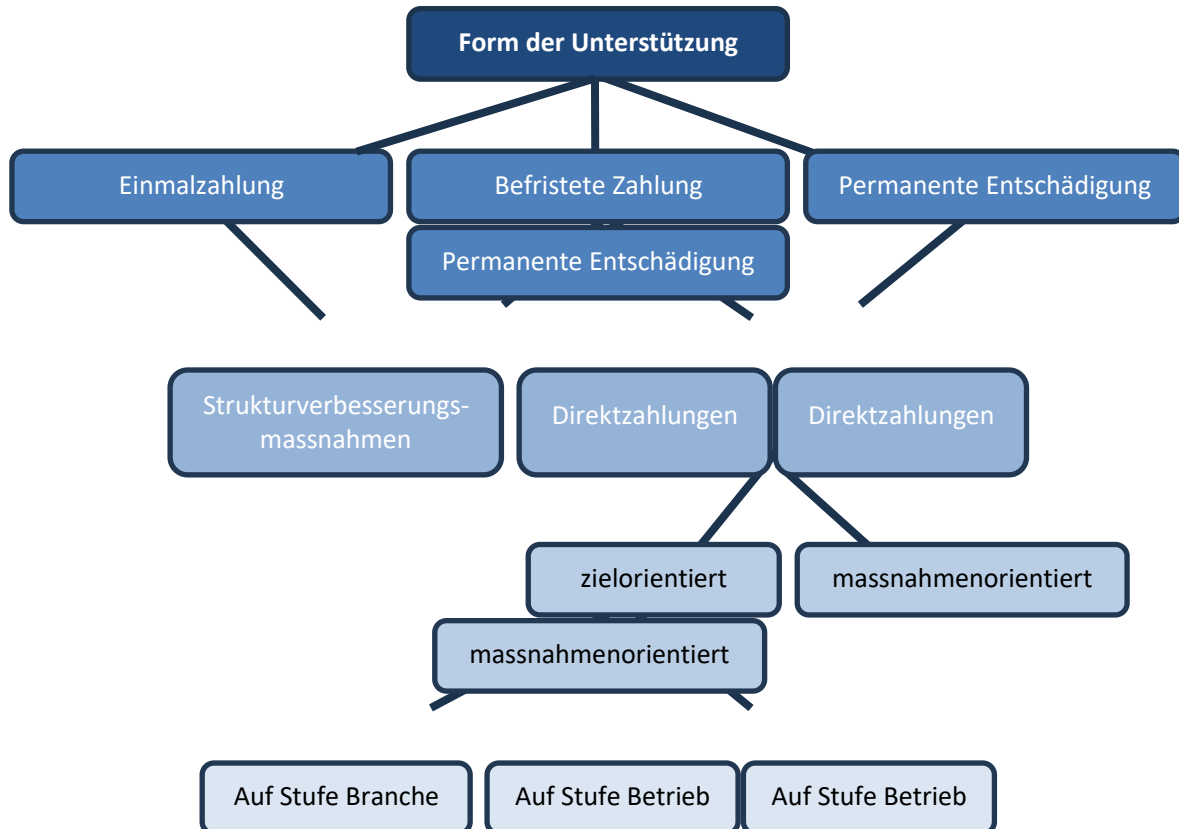 Form der Unterstützung
Einmalzahlung
Befristete Zahlung
Permanente Entschädigung
Permanente Entschädigung
Strukturverbesserungs-
massnahmen
Direktzahlungen
Direktzahlungen
zielorientiert
massnahmenorientiert
massnahmenorientiert
Auf Stufe Branche
Auf Stufe Betrieb
Auf Stufe Betrieb